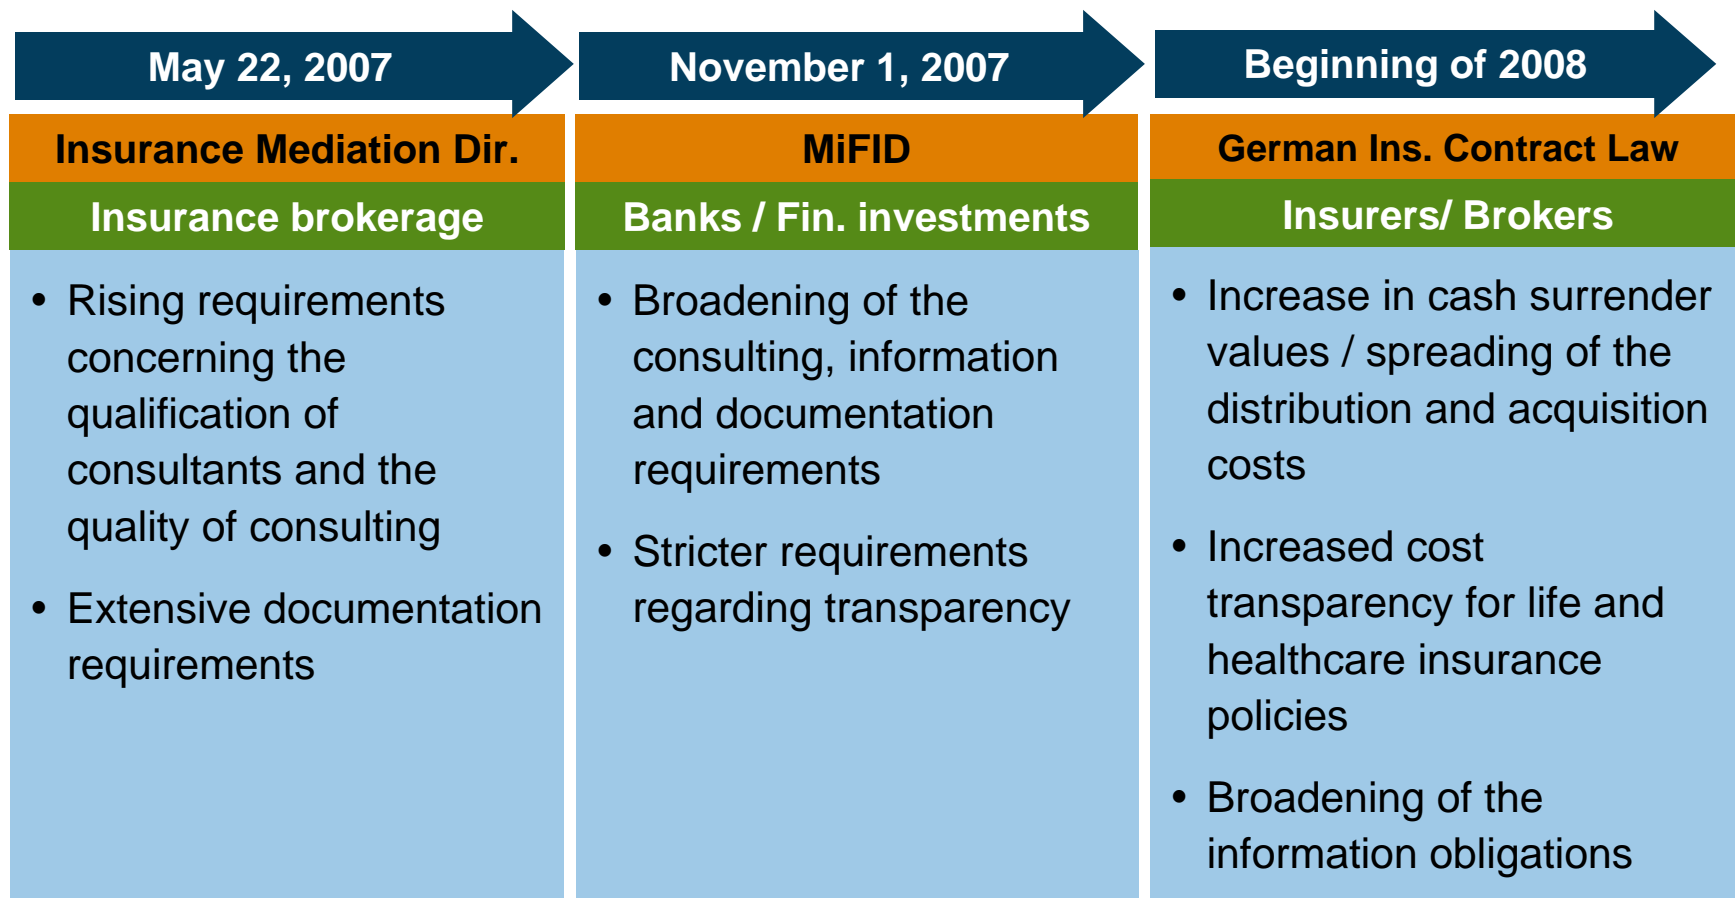 May 22, 2007
Insurance Mediation Dir.
Insurance brokerage
• Rising requirements
concerning the
qualification of
consultants and the
quality of consulting
• Extensive documentation
requirements
November 1, 2007
MiFID
Banks / Fin. investments
• Broadening of the
consulting, information
and documentation
requirements
• Stricter requirements
regarding transparency
Beginning of 2008
German Ins. Contract Law
Insurers/ Brokers
• Increase in cash surrender
values / spreading of the
distribution and acquisition
costs
• Increased cost
transparency for life and
healthcare insurance
policies
• Broadening of the
information obligations